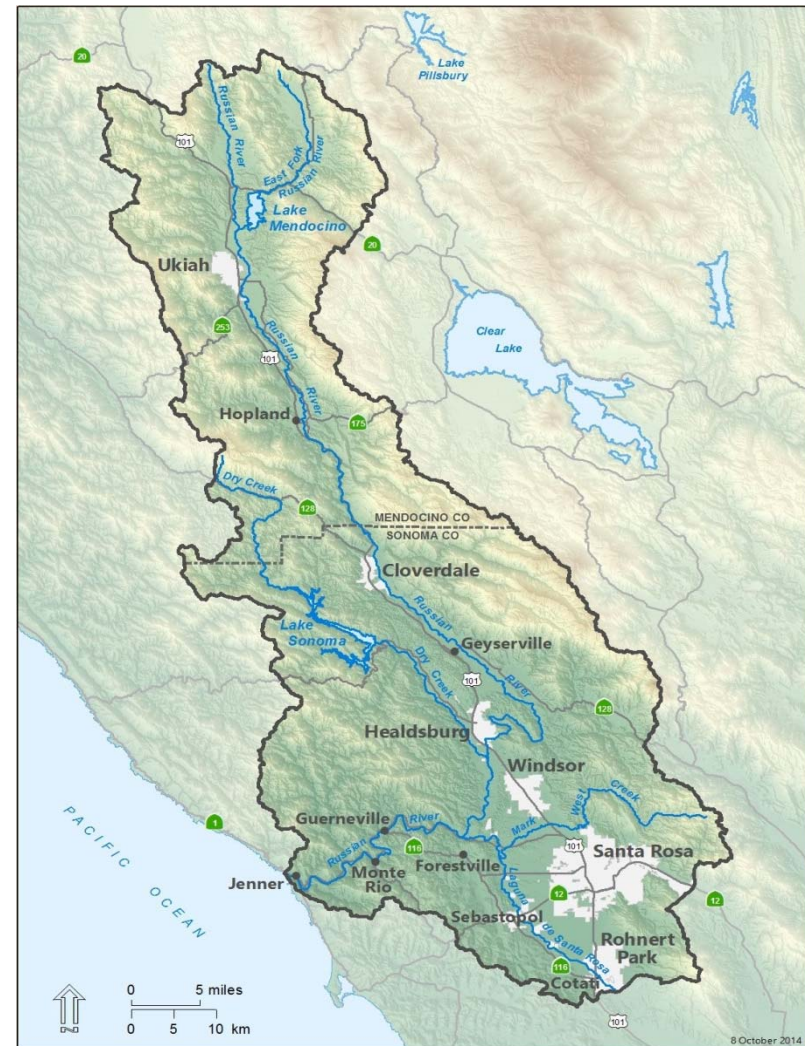 20
Lake
Pillsbury
101
Russian River
East Fork
Russian River
Lake
Mendocino
20
Ukiah
253
Russian
River
101
Clear
Lake
Hopland
175
Dry Creek
128
MENDOCINO CO
SONOMA CO
Cloverdale
Lake
Sonoma
Russian
River
Geyserville
Dry Creek
101
128
Healdsburg
Windsor
Mark
West
Creek
1
Guerneville
River
Russian
116
101
Santa Rosa
Jenner
Monte
Rio
Forestville
12
12
Laguna
de Santa Rosa
Sebastopol
Rohnert
Park
116
Cotati
101
PACIFIC OCEAN
N
0 5 miles
0 5 10 km
8 October 2014